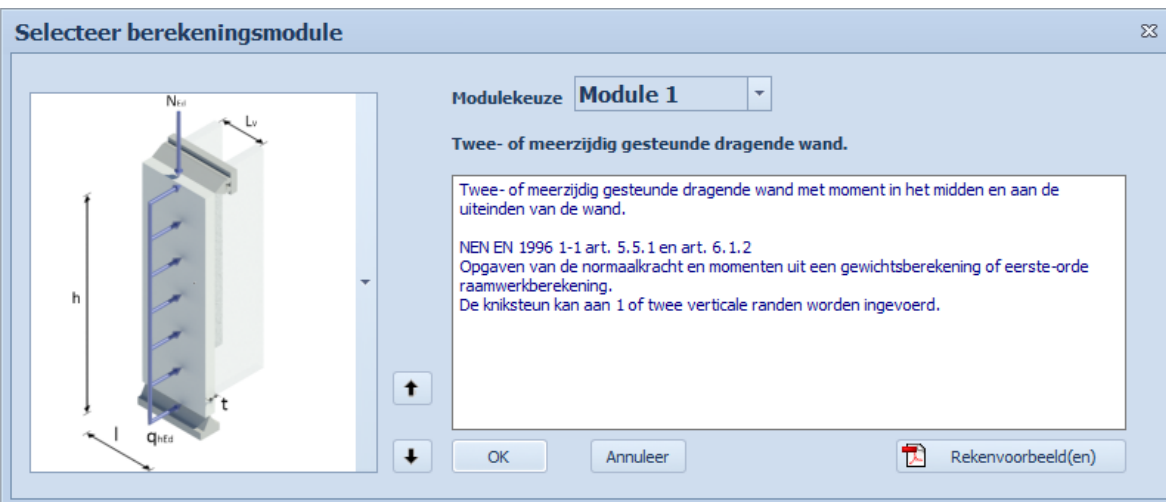 Selecteer berekeningsmodule
NEd
Lv
h
t
l
qhEd
Modulekeuze Module 1
Twee- of meerzijdig gesteunde dragende wand.
Twee- of meerzijdig gesteunde dragende wand met moment in het midden en aan de
uiteinden van de wand.
NEN EN 1996 1-1 art. 5.5.1 en art. 6.1.2
Opgaven van de normaalkracht en momenten uit een gewichtsberekening of eerste-orde
raamwerkberekening.
De kniksteun kan aan 1 of twee verticale randen worden ingevoerd.
OK Annuleer Rekenvoorbeeld(en)